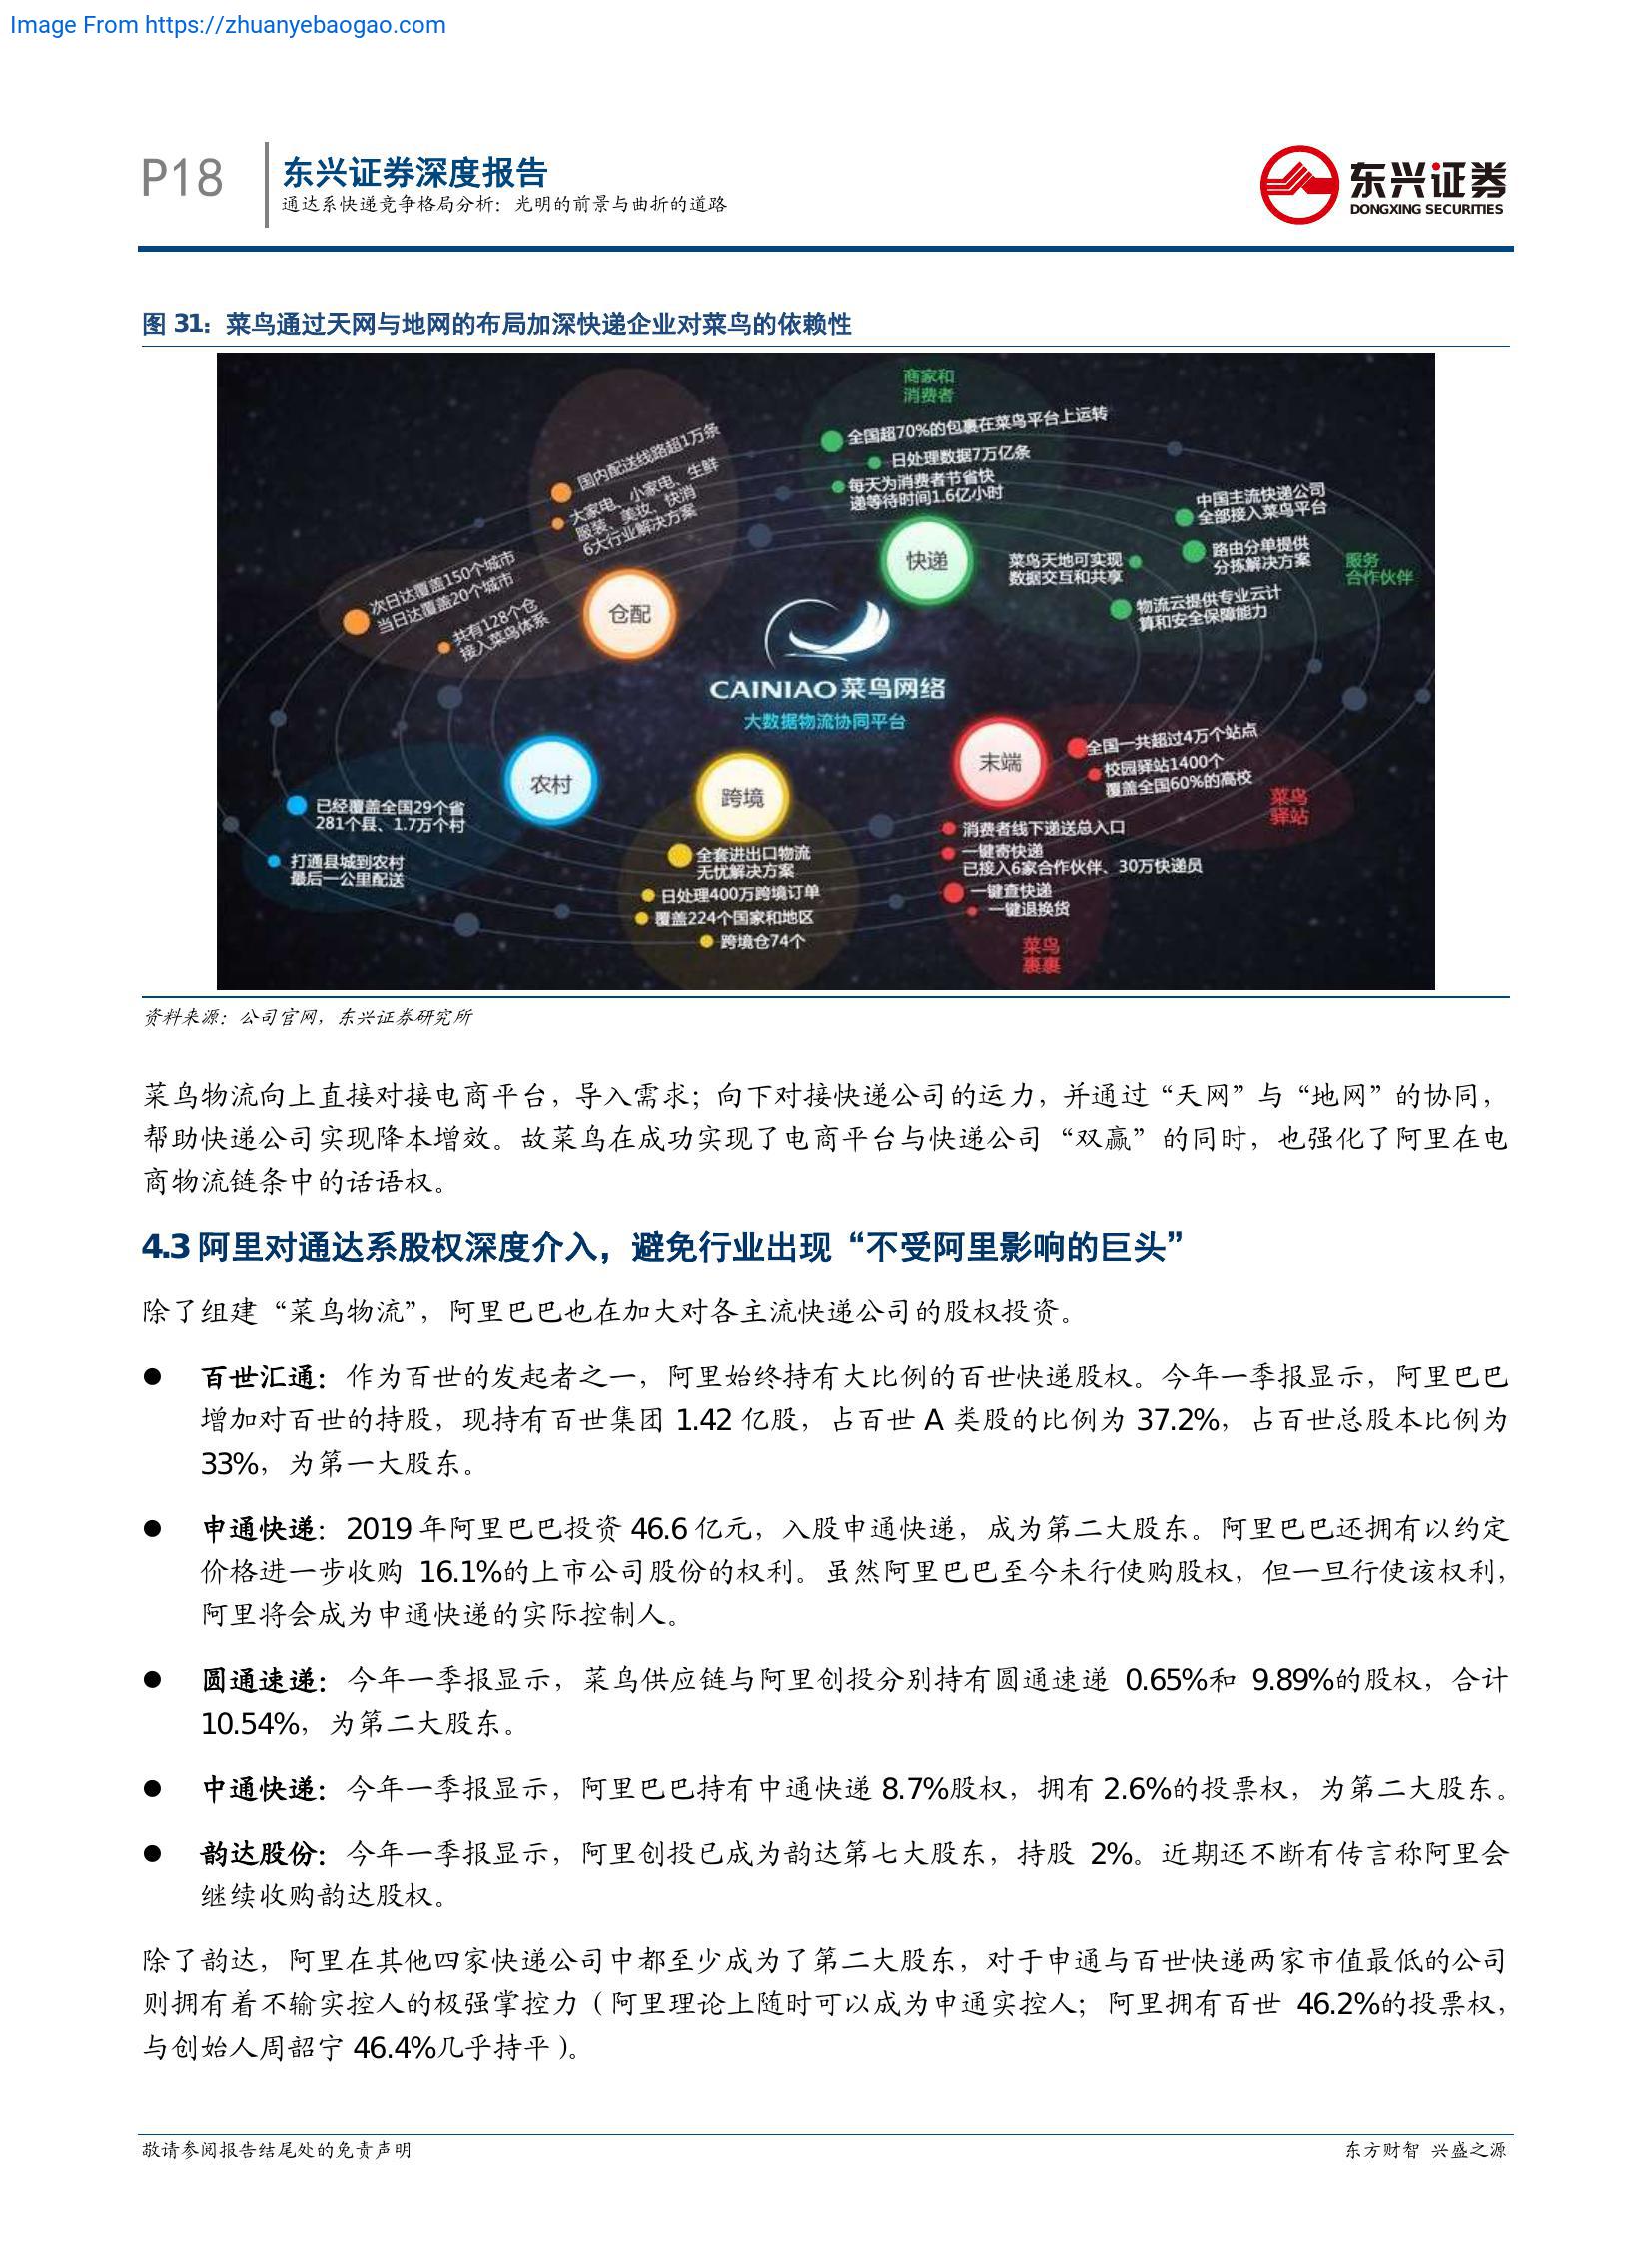 Image From https://zhuanyebaogao.com
P18
东兴证券深度报告
通达系快递竞争格局分析：光明的前景与曲折的道路
东兴证券
DONGXING SECURITIES
图 31：菜鸟通过天网与地网的布局加深快递企业对菜鸟的依赖性
商家和
消费者
全国超70%的包裹在菜鸟平台上运转
日处理数据7万亿条
每天为消费者节省快
递等待时间1.6亿小时
国内配送线路超1万条
大家电、小家电、生鲜
服装、美妆、快消
6大行业解决方案
次日达覆盖150个城市
当日达覆盖20个城市
共有128个仓
接入菜鸟体系
仓配
快递
中国主流快递公司
全部接入菜鸟平台
菜鸟天地可实现
数据交互和共享
路由分单提供
分拣解决方案
服务
合作伙伴
物流云提供专业云计
算和安全保障能力
CAINIAO菜鸟网络
大数据物流协同平台
农村
已经覆盖全国29个省
281个县、1.7万个村
打通县城到农村
最后一公里配送
跨境
全套进出口物流
无忧解决方案
日处理400万跨境订单
覆盖224个国家和地区
跨境仓74个
末端
全国一共超过4万个站点
校园驿站1400个
覆盖全国60%的高校
菜鸟
驿站
消费者线下递送总入口
一键寄快递
已接入6家合作伙伴、30万快递员
一键查快递
一键退换货
菜鸟
裹裹
资料来源：公司官网，东兴证券研究所
菜鸟物流向上直接对接电商平台，导入需求；向下对接快递公司的运力，并通过“天网”与“地网”的协同，
帮助快递公司实现降本增效。故菜鸟在成功实现了电商平台与快递公司“双赢”的同时，也强化了阿里在电
商物流链条中的话语权。
4.3 阿里对通达系股权深度介入，避免行业出现“不受阿里影响的巨头”
除了组建“菜鸟物流”，阿里巴巴也在加大对各主流快递公司的股权投资。
● 百世汇通：作为百世的发起者之一，阿里始终持有大比例的百世快递股权。今年一季报显示，阿里巴巴
增加对百世的持股，现持有百世集团 1.42 亿股，占百世 A 类股的比例为 37.2%，占百世总股本比例为
33%，为第一大股东。
● 申通快递：2019 年阿里巴巴投资 46.6 亿元，入股申通快递，成为第二大股东。阿里巴巴还拥有以约定
价格进一步收购 16.1%的上市公司股份的权利。虽然阿里巴巴至今未行使购股权，但一旦行使该权利，
阿里将会成为申通快递的实际控制人。
● 圆通速递：今年一季报显示，菜鸟供应链与阿里创投分别持有圆通速递 0.65%和 9.89%的股权，合计
10.54%，为第二大股东。
● 中通快递：今年一季报显示，阿里巴巴持有中通快递 8.7%股权，拥有 2.6%的投票权，为第二大股东。
● 韵达股份：今年一季报显示，阿里创投已成为韵达第七大股东，持股 2%。近期还不断有传言称阿里会
继续收购韵达股权。
除了韵达，阿里在其他四家快递公司中都至少成为了第二大股东，对于申通与百世快递两家市值最低的公司
则拥有着不输实控人的极强掌控力（阿里理论上随时可以成为申通实控人；阿里拥有百世 46.2%的投票权，
与创始人周韶宁 46.4%几乎持平）。
敬请参阅报告结尾处的免责声明
东方财智 兴盛之源